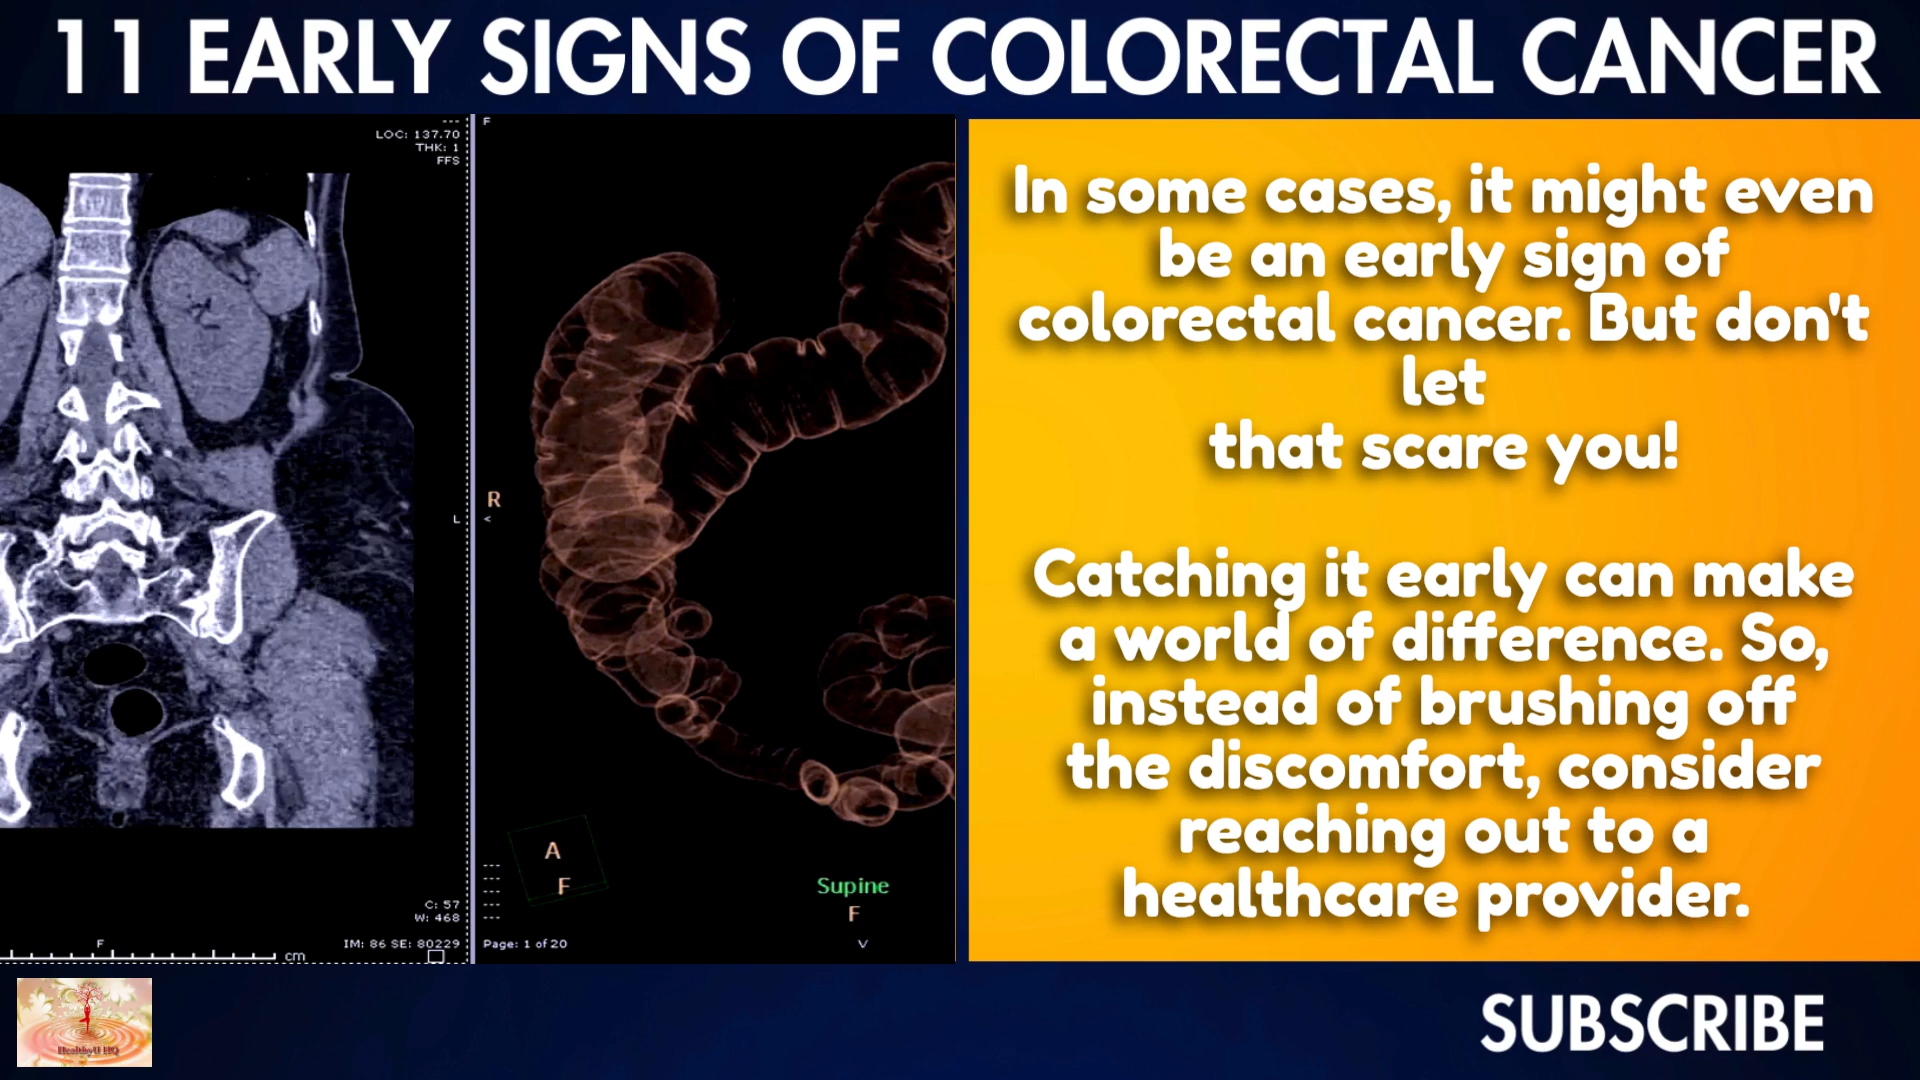 11 EARLY SIGNS OF COLORECTAL CANCER
---
LOC: 137.70
THK: 1
FFS
F
R
<
L
A
F
Supine
F
V
C: 57
W: 468
F
IM: 86 SE: 80229
cm
---
---
---
---
---
Page: 1 of 20
In some cases, it might even
be an early sign of
colorectal cancer. But don't
let
that scare you!
Catching it early can make
a world of difference. So,
instead of brushing off
the discomfort, consider
reaching out to a
healthcare provider.
HealthyU HQ
SUBSCRIBE